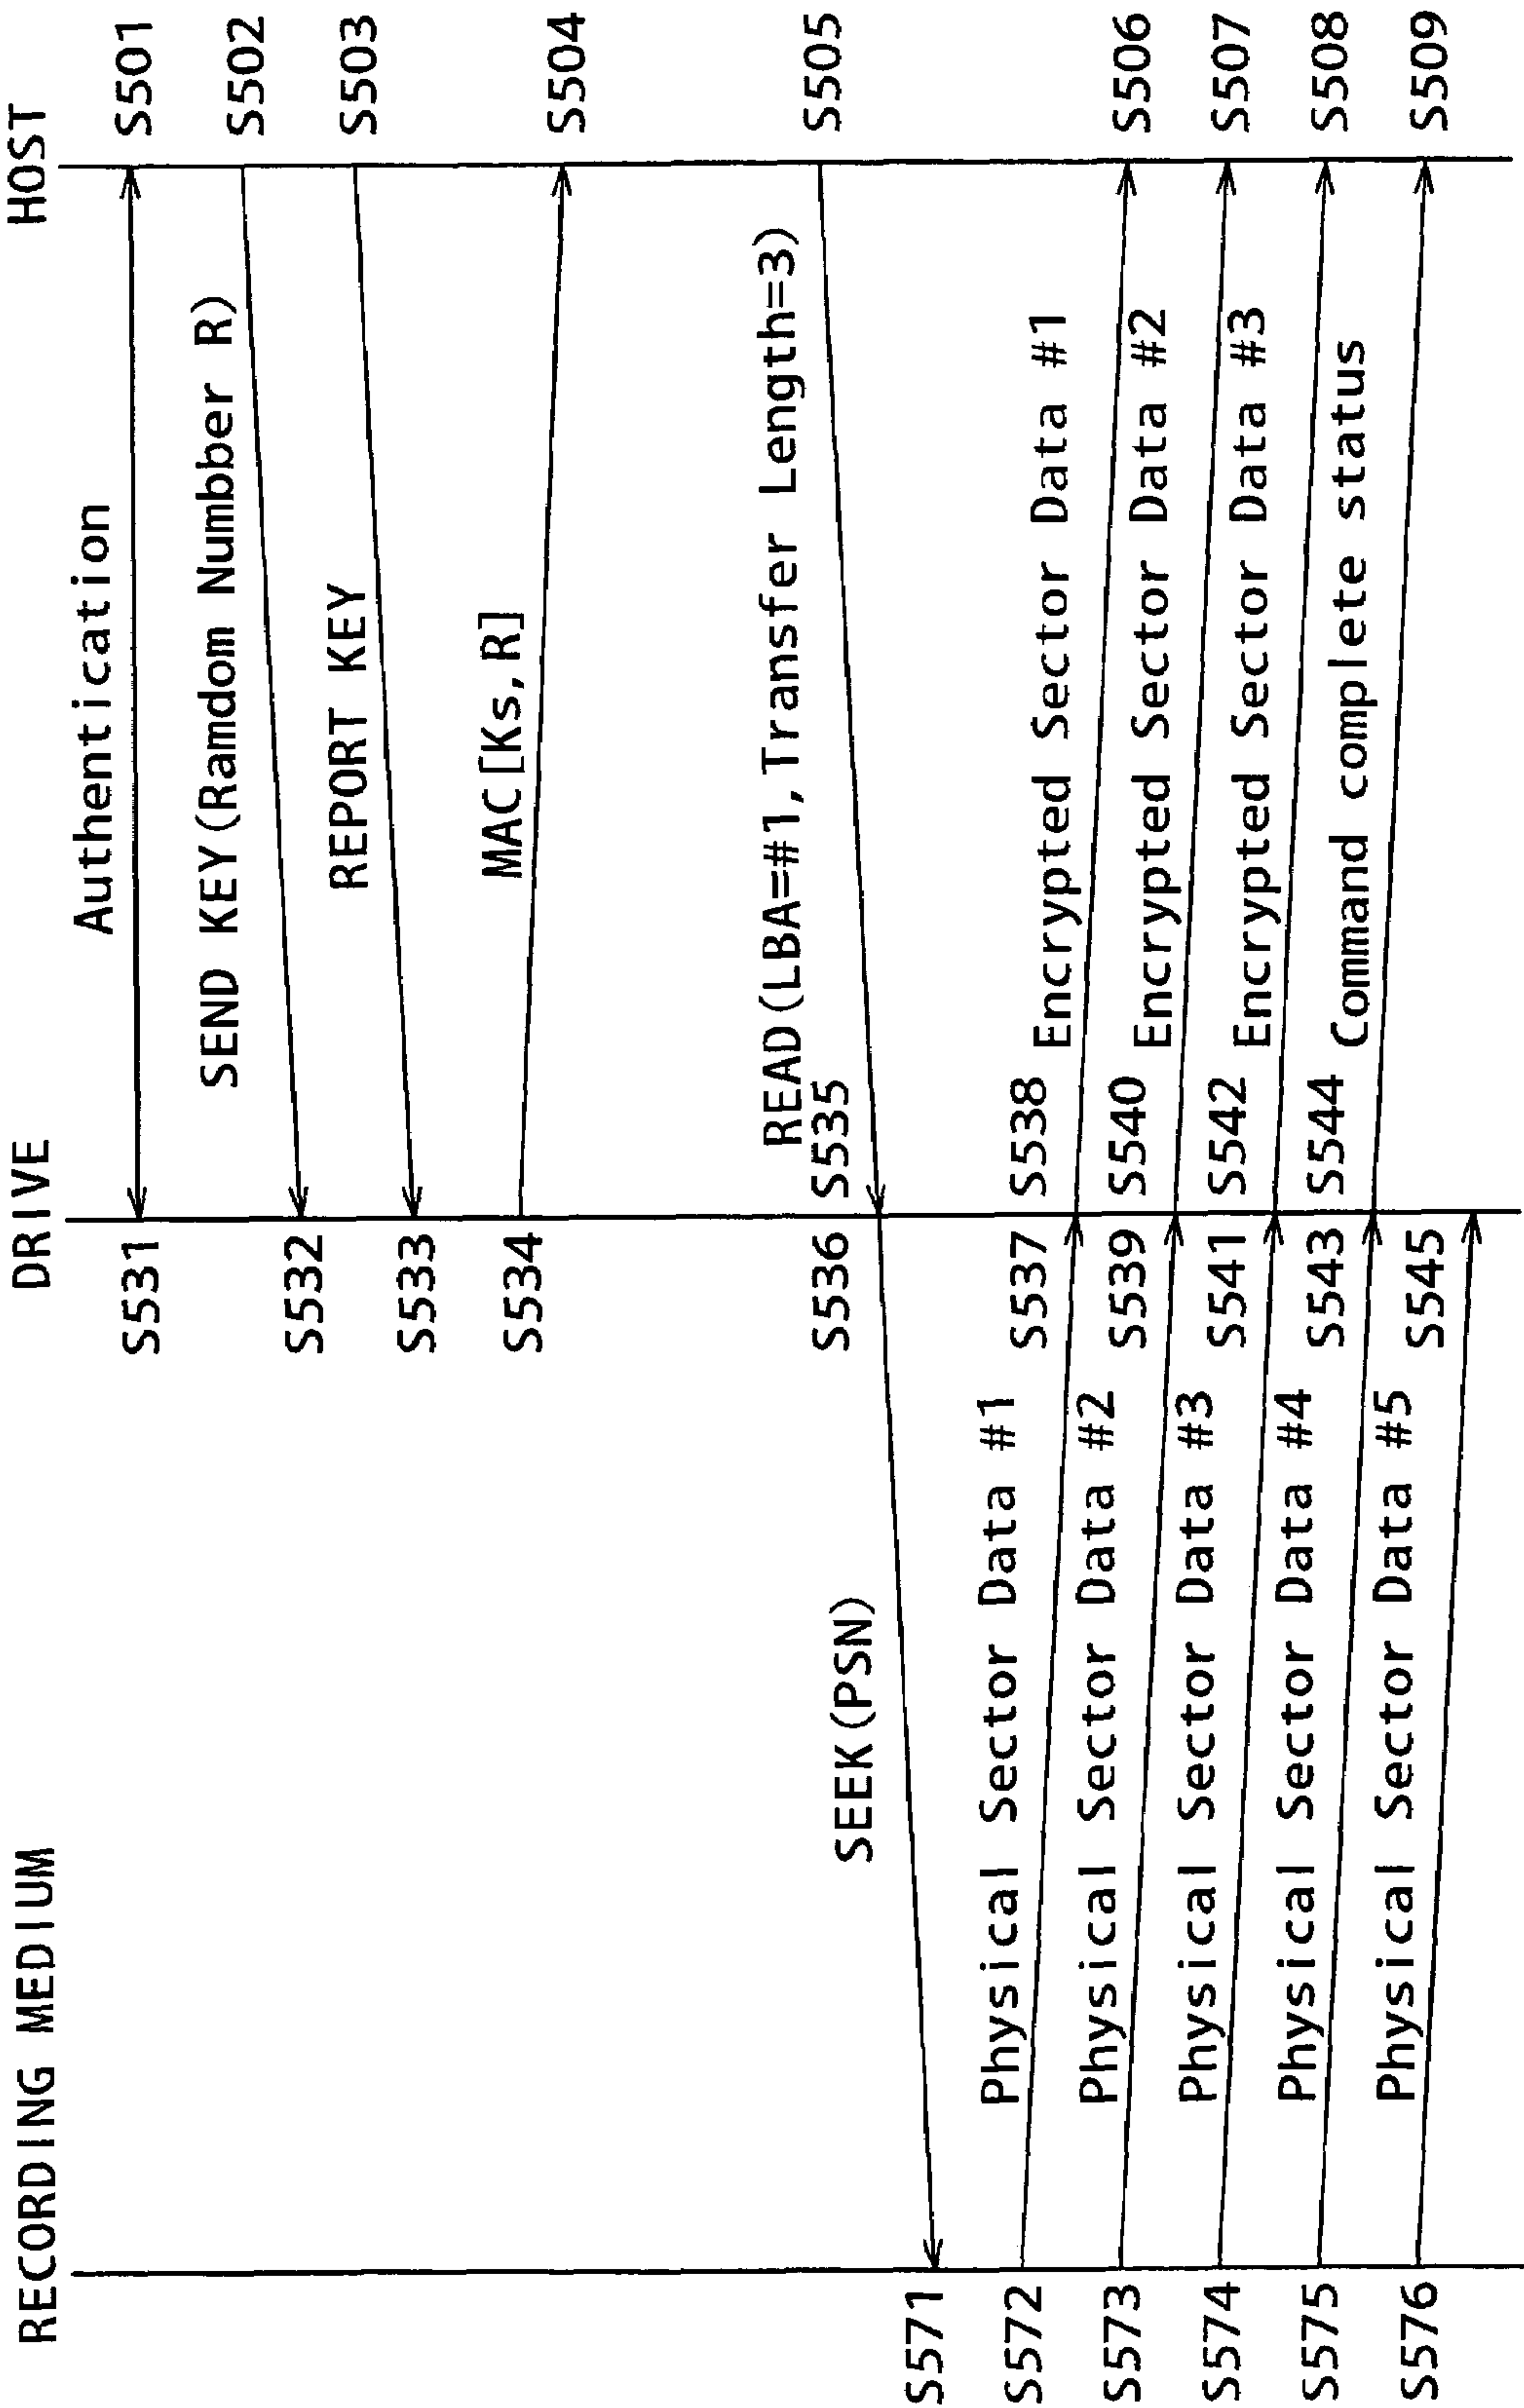 RECORDING MEDIUM
DRIVE
HOST
Authentication
S531
S501
SEND KEY(Ramdom Number R)
S532
S502
REPORT KEY
S533
S503
MAC[Ks,R]
S534
S504
READ(LBA=#1,Transfer Length=3)
S505
S535
S536
SEEK(PSN)
S571
Physical Sector Data #1
S572
S537
S538
Encrypted Sector Data #1
S506
Physical Sector Data #2
S573
S539
S540
Encrypted Sector Data #2
S507
Physical Sector Data #3
S574
S541
S542
Encrypted Sector Data #3
S508
Physical Sector Data #4
S575
S543
S544
Command complete status
S509
Physical Sector Data #5
S576
S545